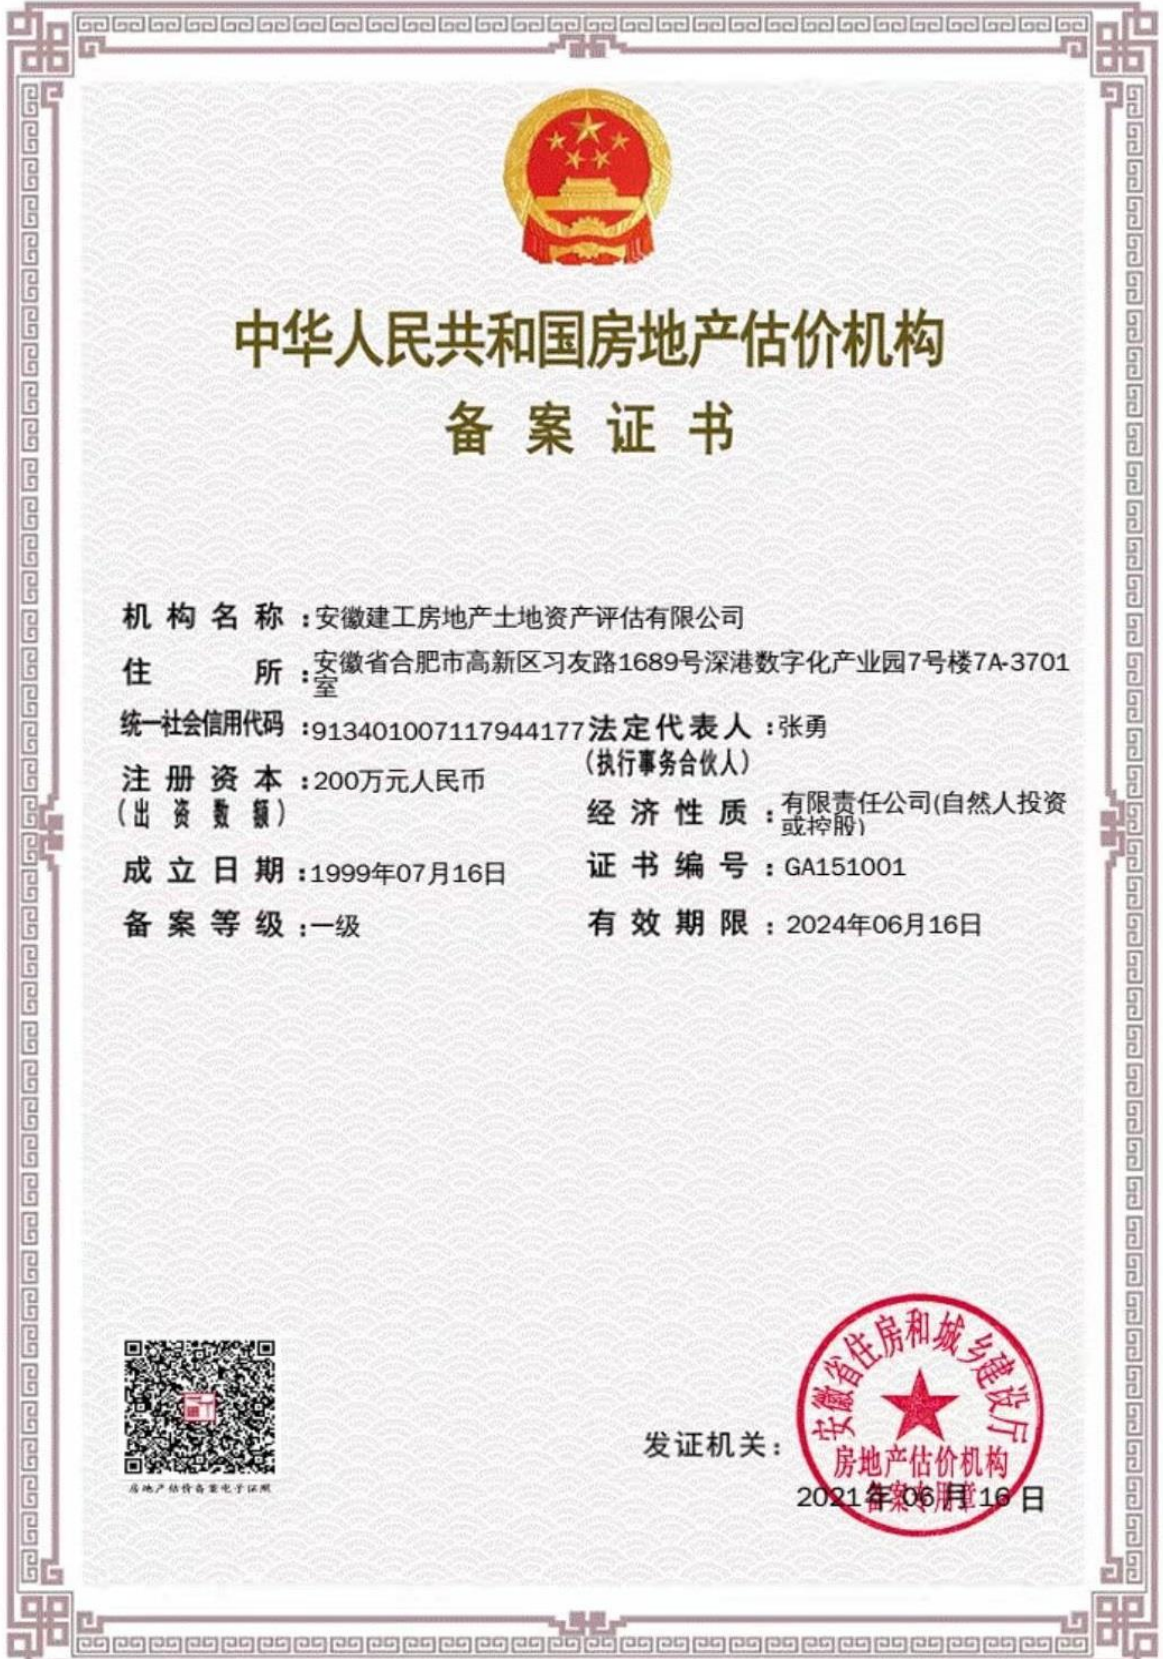 中华人民共和国房地产估价机构
备案证书
机构名称:安徽建工房地产土地资产评估有限公司
住所:安徽省合肥市高新区习友路1689号深港数字化产业园7号楼7A-3701
室
统一社会信用代码:913401007117944177 法定代表人:张勇
(执行事务合伙人)
注册资本:200万元人民币
(出资数额)
经济性质:有限责任公司(自然人投资
或控股)
成立日期:1999年07月16日 证书编号:GA151001
备案等级:一级 有效期限:2024年06月16日
安徽省住房和城乡建设厅
发证机关:
房地产估价机构
备案专用章
2021年06月16日
房地产估价备案电子证照